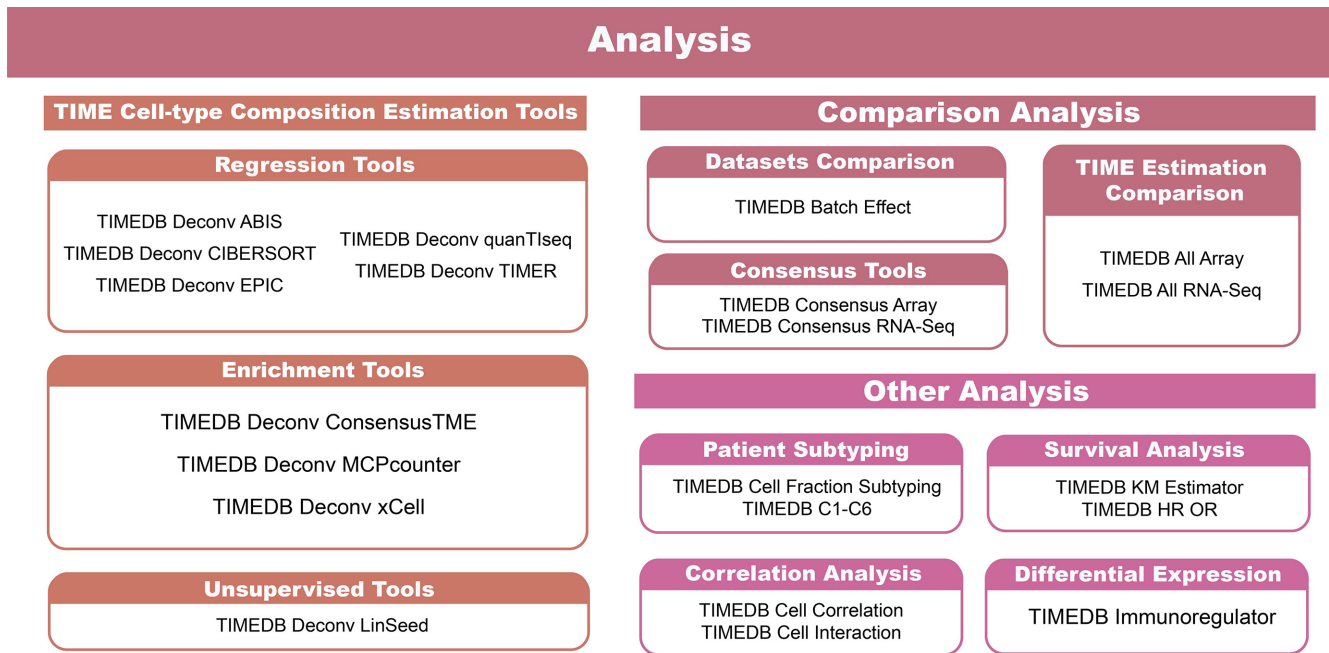 Analysis
TIME Cell-type Composition Estimation Tools
Regression Tools
TIMEDB Deconv ABIS
TIMEDB Deconv CIBERSORT
TIMEDB Deconv EPIC
TIMEDB Deconv quanTIseq
TIMEDB Deconv TIMER
Enrichment Tools
TIMEDB Deconv ConsensusTME
TIMEDB Deconv MCPcounter
TIMEDB Deconv xCell
Unsupervised Tools
TIMEDB Deconv LinSeed
Comparison Analysis
Datasets Comparison
TIMEDB Batch Effect
Consensus Tools
TIMEDB Consensus Array
TIMEDB Consensus RNA-Seq
TIME Estimation
Comparison
TIMEDB All Array
TIMEDB All RNA-Seq
Other Analysis
Patient Subtyping
TIMEDB Cell Fraction Subtyping
TIMEDB C1-C6
Survival Analysis
TIMEDB KM Estimator
TIMEDB HR OR
Correlation Analysis
TIMEDB Cell Correlation
TIMEDB Cell Interaction
Differential Expression
TIMEDB Immunoregulator